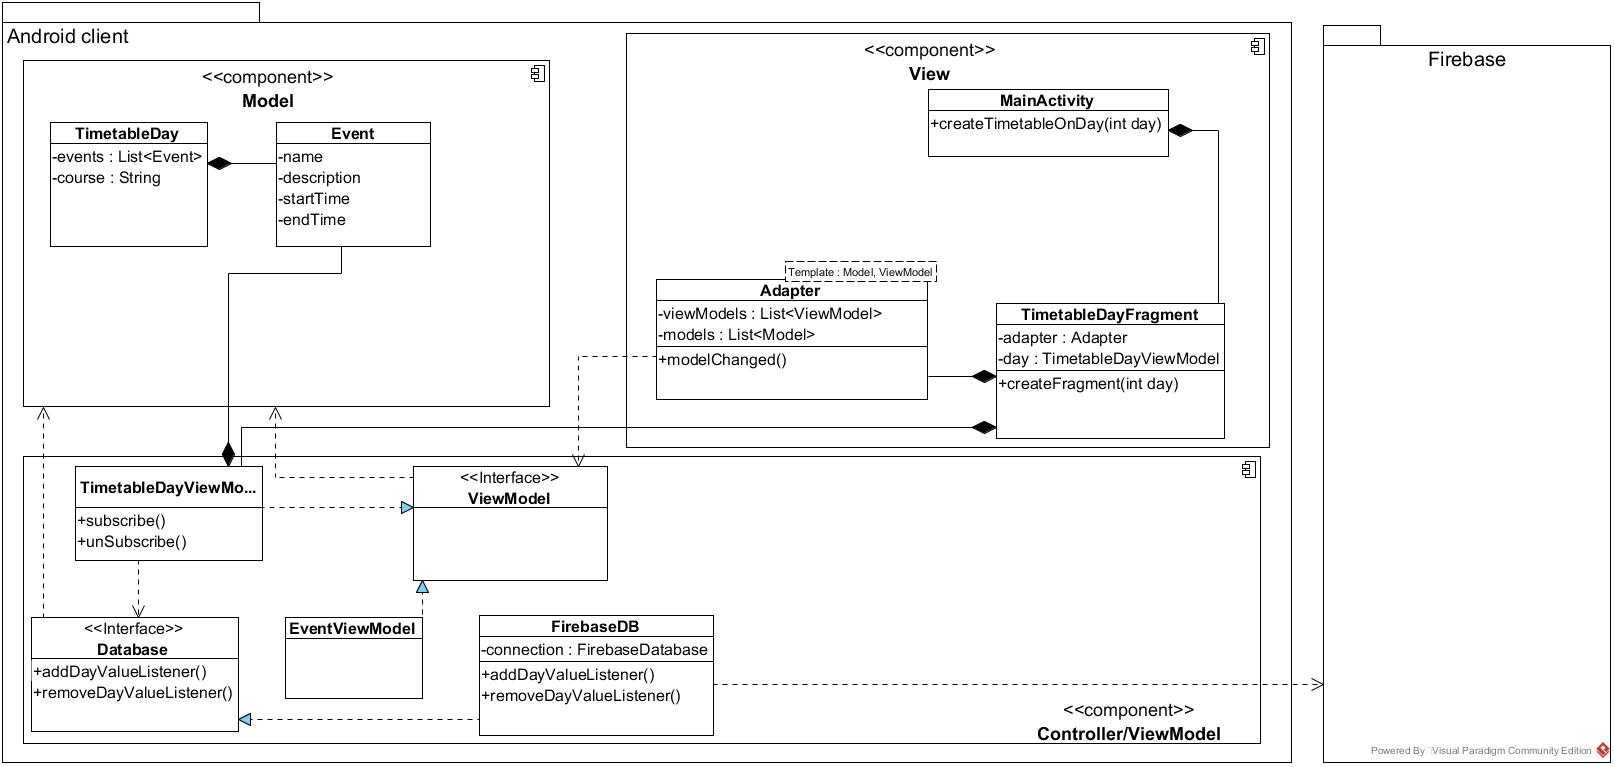 Android client
<<component>>
Model
TimetableDay
-events : List<Event>
-course : String
Event
-name
-description
-startTime
-endTime
<<component>>
View
MainActivity
+createTimetableOnDay(int day)
Template : Model, ViewModel
Adapter
-viewModels : List<ViewModel>
-models : List<Model>
+modelChanged()
TimetableDayFragment
-adapter : Adapter
-day : TimetableDayViewModel
+createFragment(int day)
TimetableDayViewMo...
+subscribe()
+unSubscribe()
<<Interface>>
ViewModel
<<Interface>>
Database
+addDayValueListener()
+removeDayValueListener()
EventViewModel
FirebaseDB
-connection : FirebaseDatabase
+addDayValueListener()
+removeDayValueListener()
<<component>>
Controller/ViewModel
Firebase
Powered By Visual Paradigm Community Edition